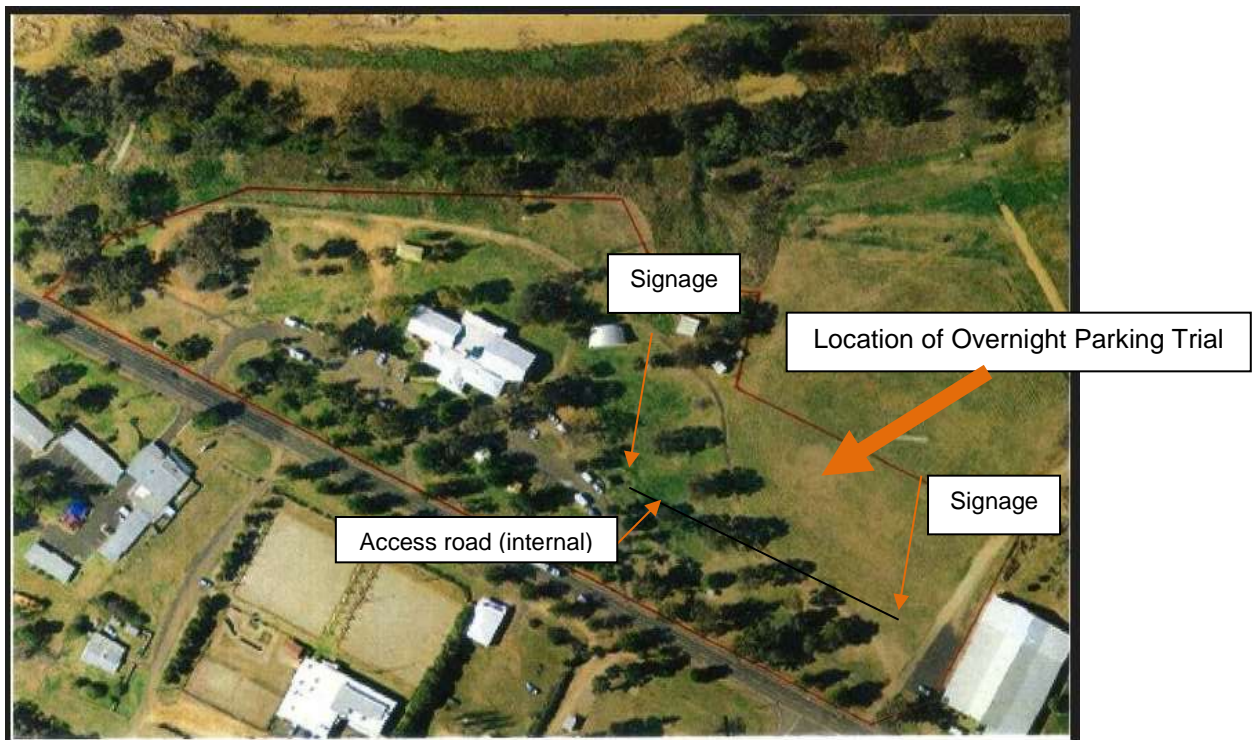 Signage
Location of Overnight Parking Trial
Signage
Access road (internal)